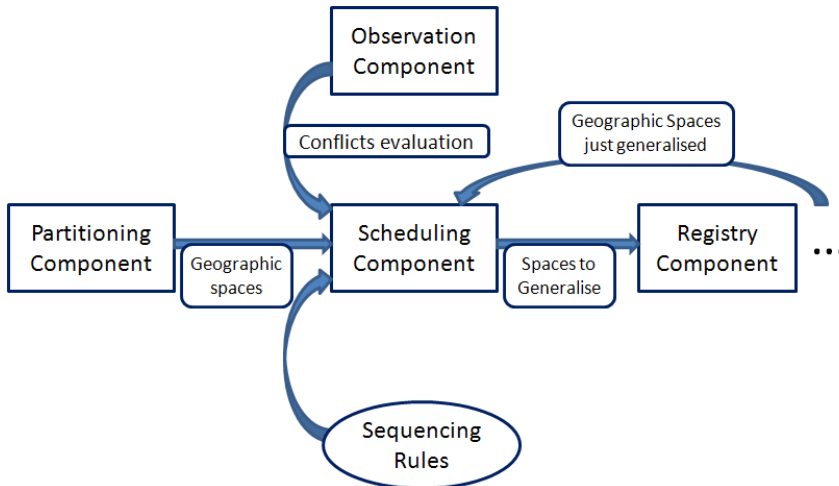 Observation
Component
Conflicts evaluation
Geographic Spaces
just generalised
Partitioning
Component
Geographic
spaces
Scheduling
Component
Spaces to
Generalise
Registry
Component
...
Sequencing
Rules